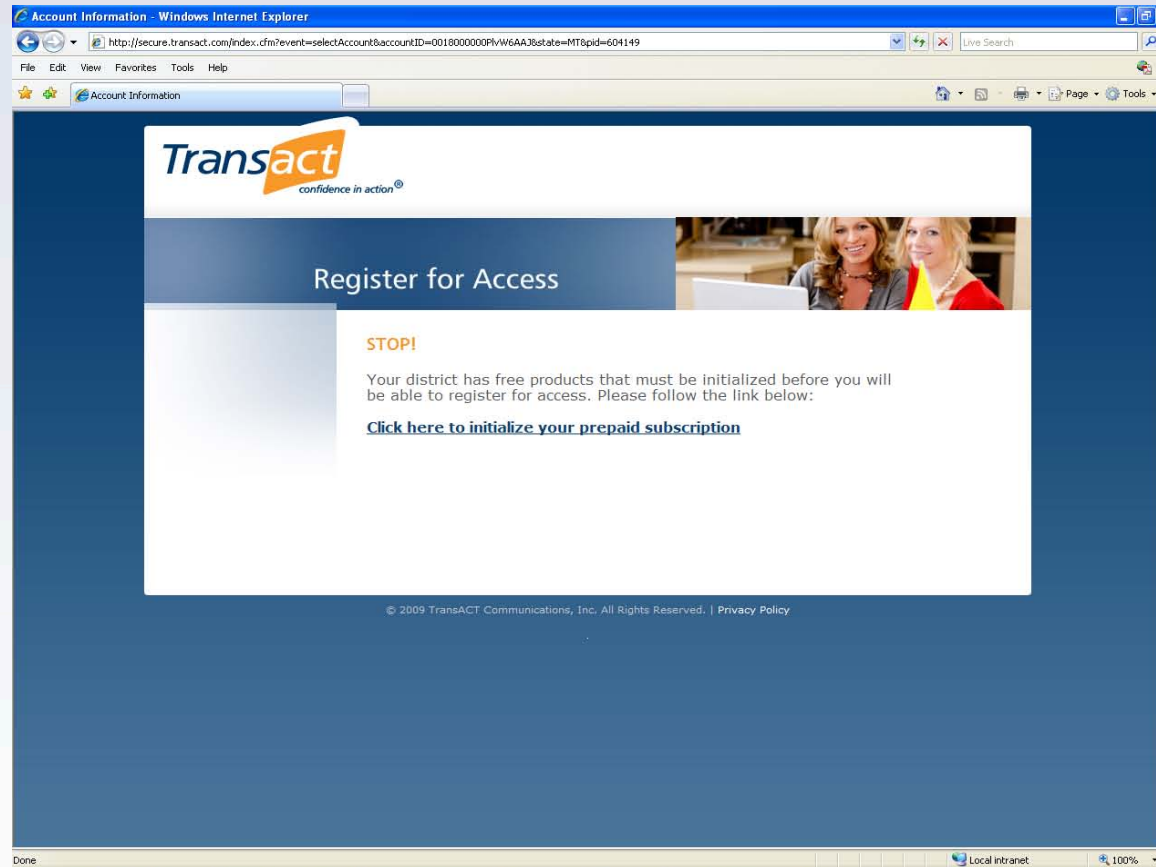 Account Information - Windows Internet Explorer
http://secure.transact.com/index.cfm?event=selectAccount&accountID=0018000000PlvW6AAJ&state=MT&pid=604149
Live Search
File Edit View Favorites Tools Help
Account Information
Page Tools
Transact
confidence in action®
Register for Access
STOP!
Your district has free products that must be initialized before you will
be able to register for access. Please follow the link below:
Click here to initialize your prepaid subscription
© 2009 TransACT Communications, Inc. All Rights Reserved. | Privacy Policy
Done
Local intranet
100%